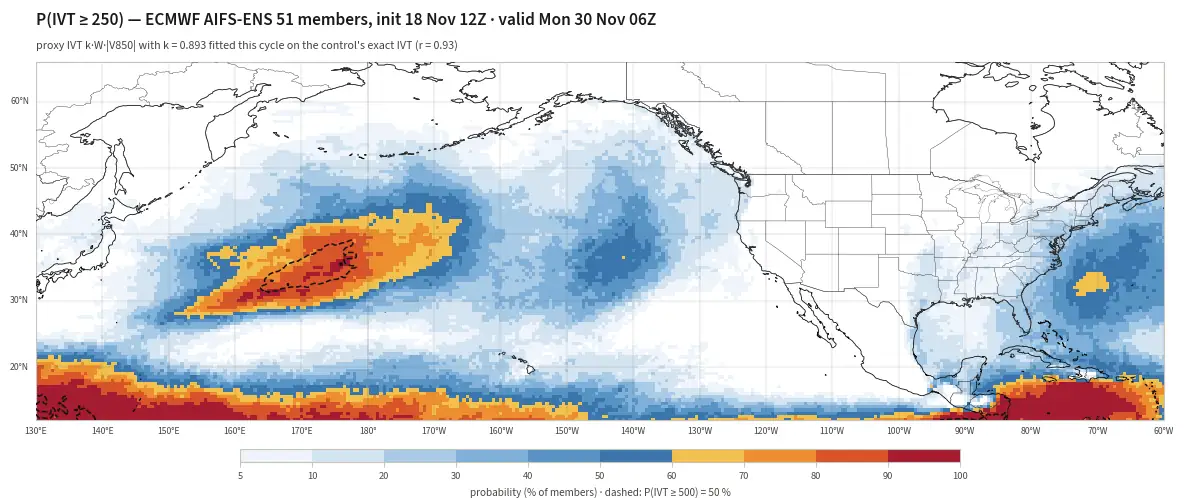 P(IVT ≥ 250) — ECMWF AIFS-ENS 51 members, init 18 Nov 12Z · valid Mon 30 Nov 06Z
proxy IVT k·W·|V850| with k = 0.893 fitted this cycle on the control's exact IVT (r = 0.93)
60°N
50°N
40°N
30°N
20°N
130°E 140°E 150°E 160°E 170°E 180° 170°W 160°W 150°W 140°W 130°W 120°W 110°W 100°W 90°W 80°W 70°W 60°W
5 10 20 30 40 50 60 70 80 90 100
probability (% of members) · dashed: P(IVT ≥ 500) = 50 %